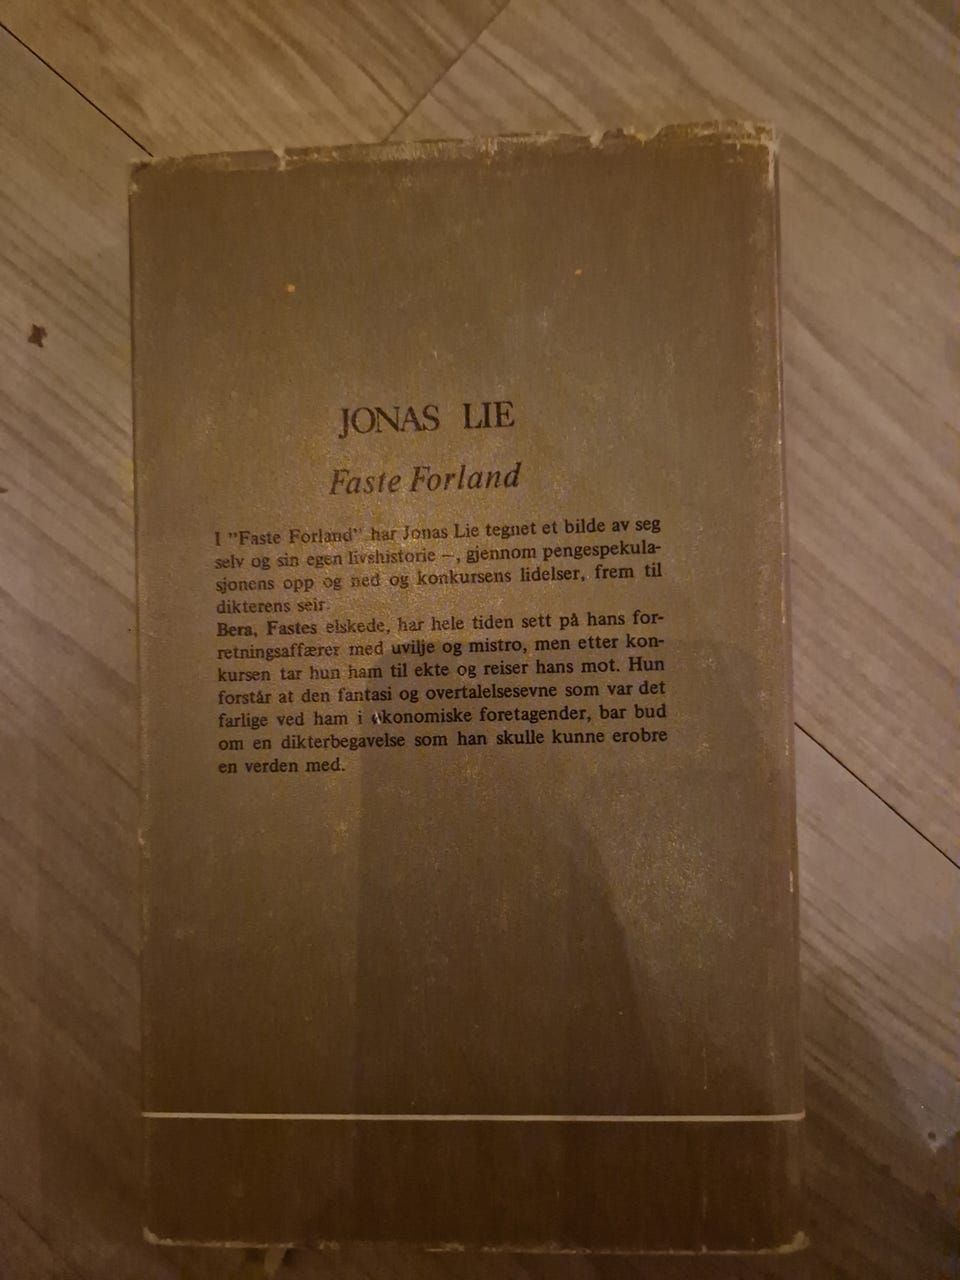 JONAS LIE
Faste Forland
I "Faste Forland" har Jonas Lie tegnet et bilde av seg
selv og sin egen livshistorie –, gjennom pengespekula-
sjonens opp og ned og konkursens lidelser, frem til
dikterens seir.
Bera, Fastes elskede, har hele tiden sett på hans for-
retningsaffærer med uvilje og mistro, men etter kon-
kursen tar hun ham til ekte og reiser hans mot. Hun
forstår at den fantasi og overtalelsesevne som var det
farlige ved ham i økonomiske foretagender, bar bud
om en dikterbegavelse som han skulle kunne erobre
en verden med.